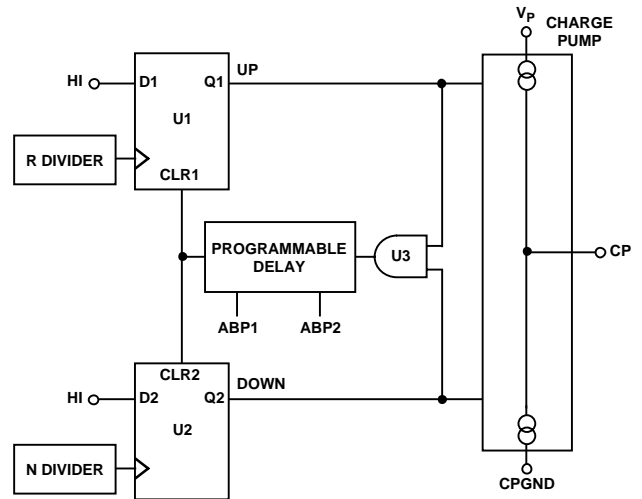 VP
CHARGE
PUMP
UP
HI
D1
Q1
U1
R DIVIDER
CLR1
PROGRAMMABLE
DELAY
U3
CP
ABP1
ABP2
CLR2
DOWN
HI
D2
Q2
U2
N DIVIDER
CPGND